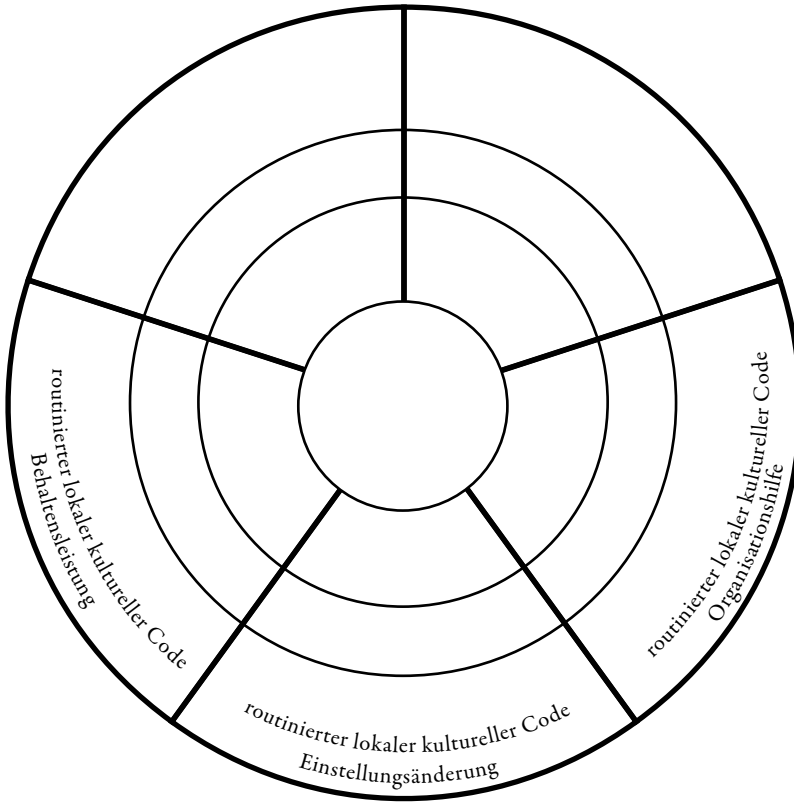 routinierter lokaler kultureller Code
Behaltensleistung
routinierter lokaler kultureller Code
Einstellungsänderung
routinierter lokaler kultureller Code
Organisationshilfe